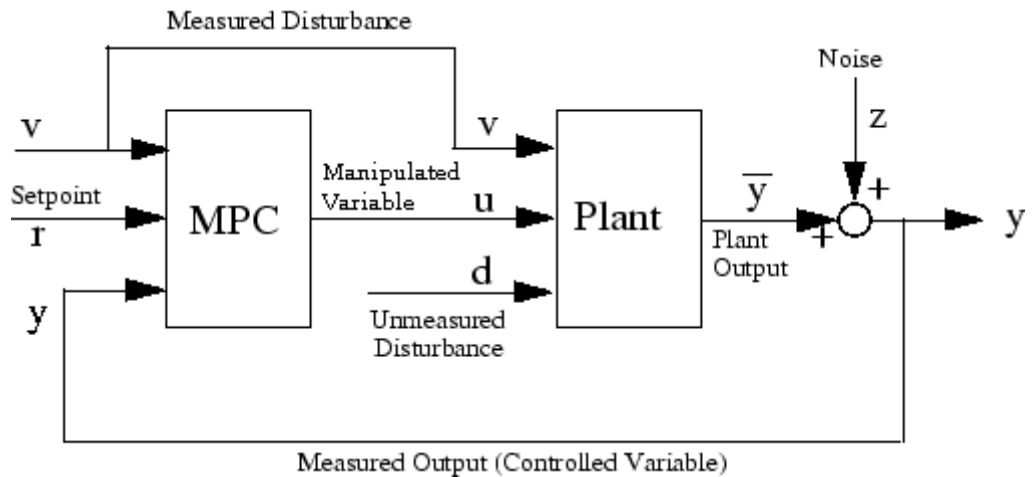 Measured Disturbance
Noise
v
v
z
Setpoint
Manipulated
Variable
y̅
+
r
MPC
u
Plant
+
y
Plant
Output
d
y
Unmeasured
Disturbance
Measured Output (Controlled Variable)